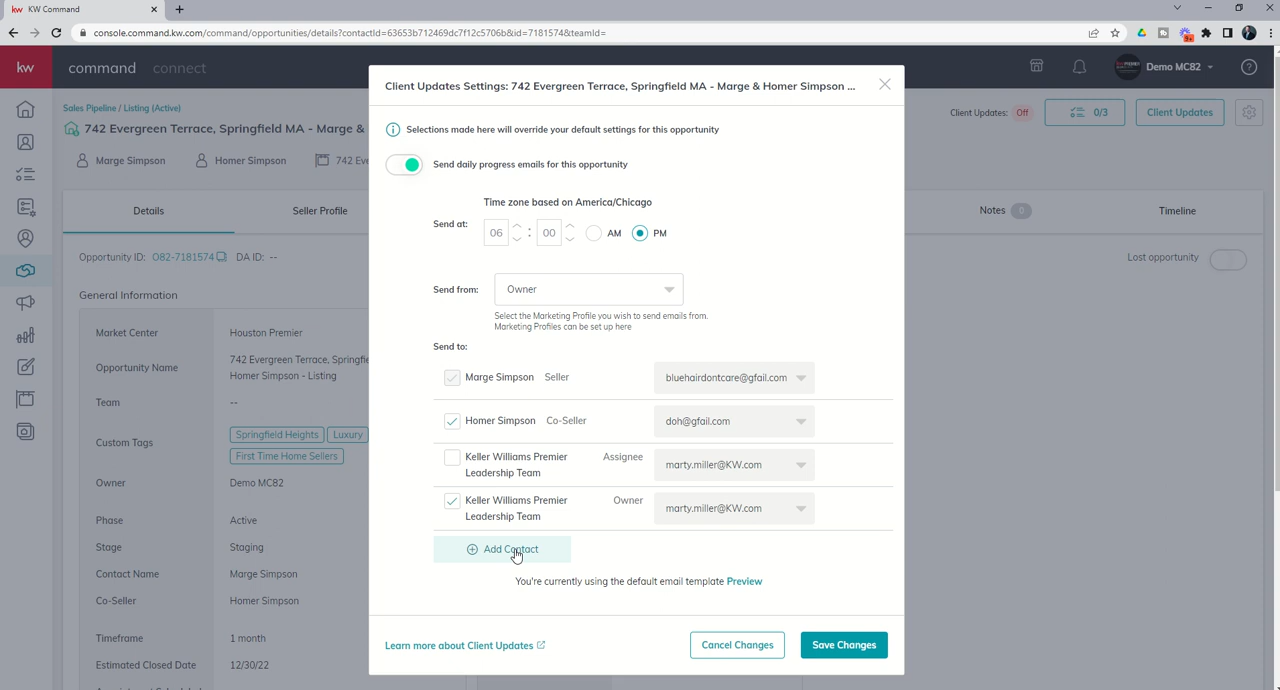 kw KW Command
console.command.kw.com/command/opportunities/details?contactId=63653b712469dc7f12c5706b&id=7181574&teamId=
9+
kw command connect
Demo MC82
Sales Pipeline / Listing (Active)
742 Evergreen Terrace, Springfield MA - Marge &
Client Updates: Off
0/3
Client Updates
Marge Simpson
Homer Simpson
742 Eve
Details
Seller Profile
Notes 0
Timeline
Opportunity ID: O82-7181574 DA ID: --
Lost opportunity
General Information
Market Center Houston Premier
Opportunity Name 742 Evergreen Terrace, Springfie
Homer Simpson - Listing
Team --
Custom Tags Springfield Heights Luxury
First Time Home Sellers
Owner Demo MC82
Phase Active
Stage Staging
Contact Name Marge Simpson
Co-Seller Homer Simpson
Timeframe 1 month
Estimated Closed Date 12/30/22
Client Updates Settings: 742 Evergreen Terrace, Springfield MA - Marge & Homer Simpson ...
Selections made here will override your default settings for this opportunity
Send daily progress emails for this opportunity
Time zone based on America/Chicago
Send at: 06 : 00 AM PM
Send from: Owner
Select the Marketing Profile you wish to send emails from.
Marketing Profiles can be set up here
Send to:
Marge Simpson Seller bluehairdontcare@gfail.com
Homer Simpson Co-Seller doh@gfail.com
Keller Williams Premier Assignee marty.miller@KW.com
Leadership Team
Keller Williams Premier Owner marty.miller@KW.com
Leadership Team
Add Contact
You're currently using the default email template Preview
Learn more about Client Updates
Cancel Changes
Save Changes